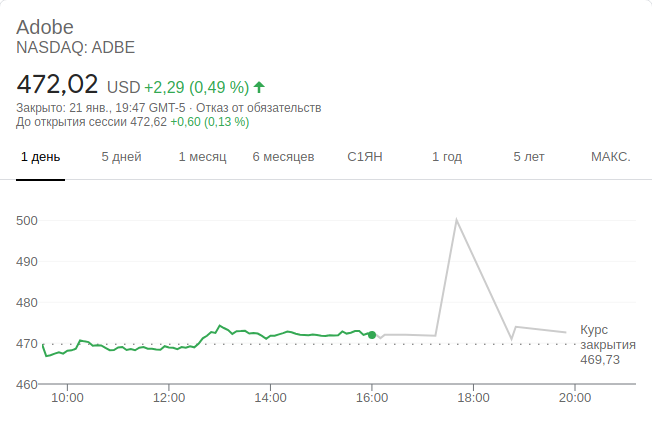 Adobe
NASDAQ: ADBE
472,02 USD +2,29 (0,49 %)
Закрыто: 21 янв., 19:47 GMT-5 · Отказ от обязательств
До открытия сессии 472,62 +0,60 (0,13 %)
1 день 5 дней 1 месяц 6 месяцев С1ЯН 1 год 5 лет МАКС.
500
490
480
470
460
Курс
закрытия
469,73
10:00 12:00 14:00 16:00 18:00 20:00